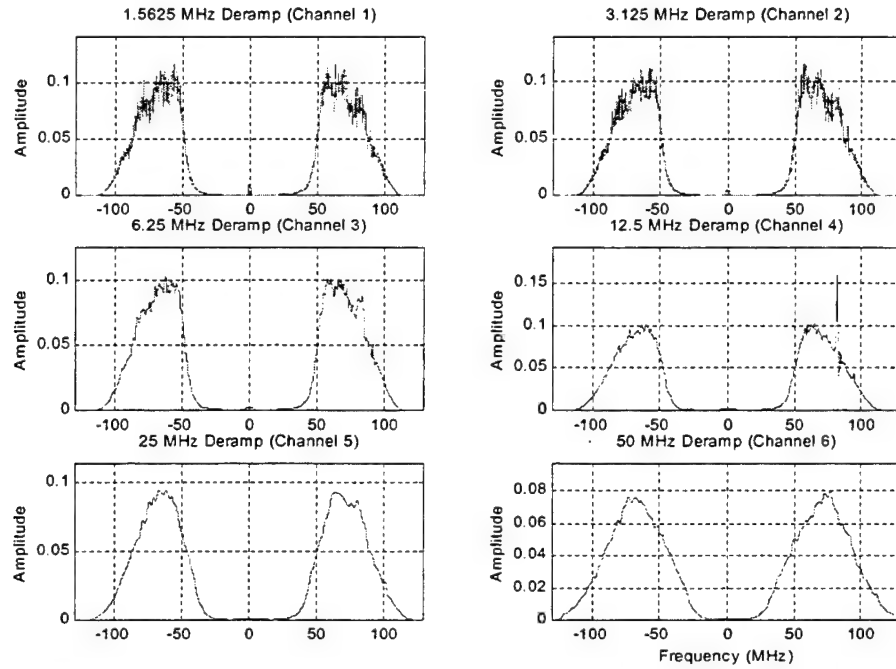 1.5625 MHz Deramp (Channel 1)
Amplitude
0.1
0.05
0
-100 -50 0 50 100
3.125 MHz Deramp (Channel 2)
Amplitude
0.1
0.05
0
-100 -50 0 50 100
6.25 MHz Deramp (Channel 3)
Amplitude
0.1
0.05
0
-100 -50 0 50 100
12.5 MHz Deramp (Channel 4)
Amplitude
0.15
0.1
0.05
0
-100 -50 0 50 100
25 MHz Deramp (Channel 5)
Amplitude
0.1
0.05
0
-100 -50 0 50 100
50 MHz Deramp (Channel 6)
Amplitude
0.08
0.06
0.04
0.02
0
-100 -50 0 50 100
Frequency (MHz)